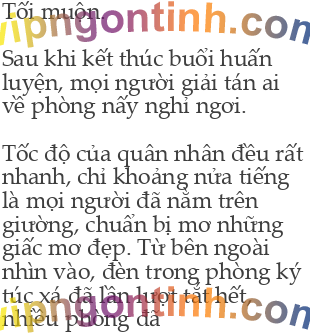 Tối muộn.
vipngontinh.com
Sau khi kết thúc buổi huấn
luyện, mọi người giải tán ai
về phòng nấy nghỉ ngơi.
Tốc độ của quân nhân đều rất
nhanh, chỉ khoảng nửa tiếng
là mọi người đã nằm trên
giường, chuẩn bị mơ những
giấc mơ đẹp. Từ bên ngoài
nhìn vào, đèn trong phòng ký
túc xá đã lần lượt tắt hết,
vipngontinh.com
nhiều phòng đã